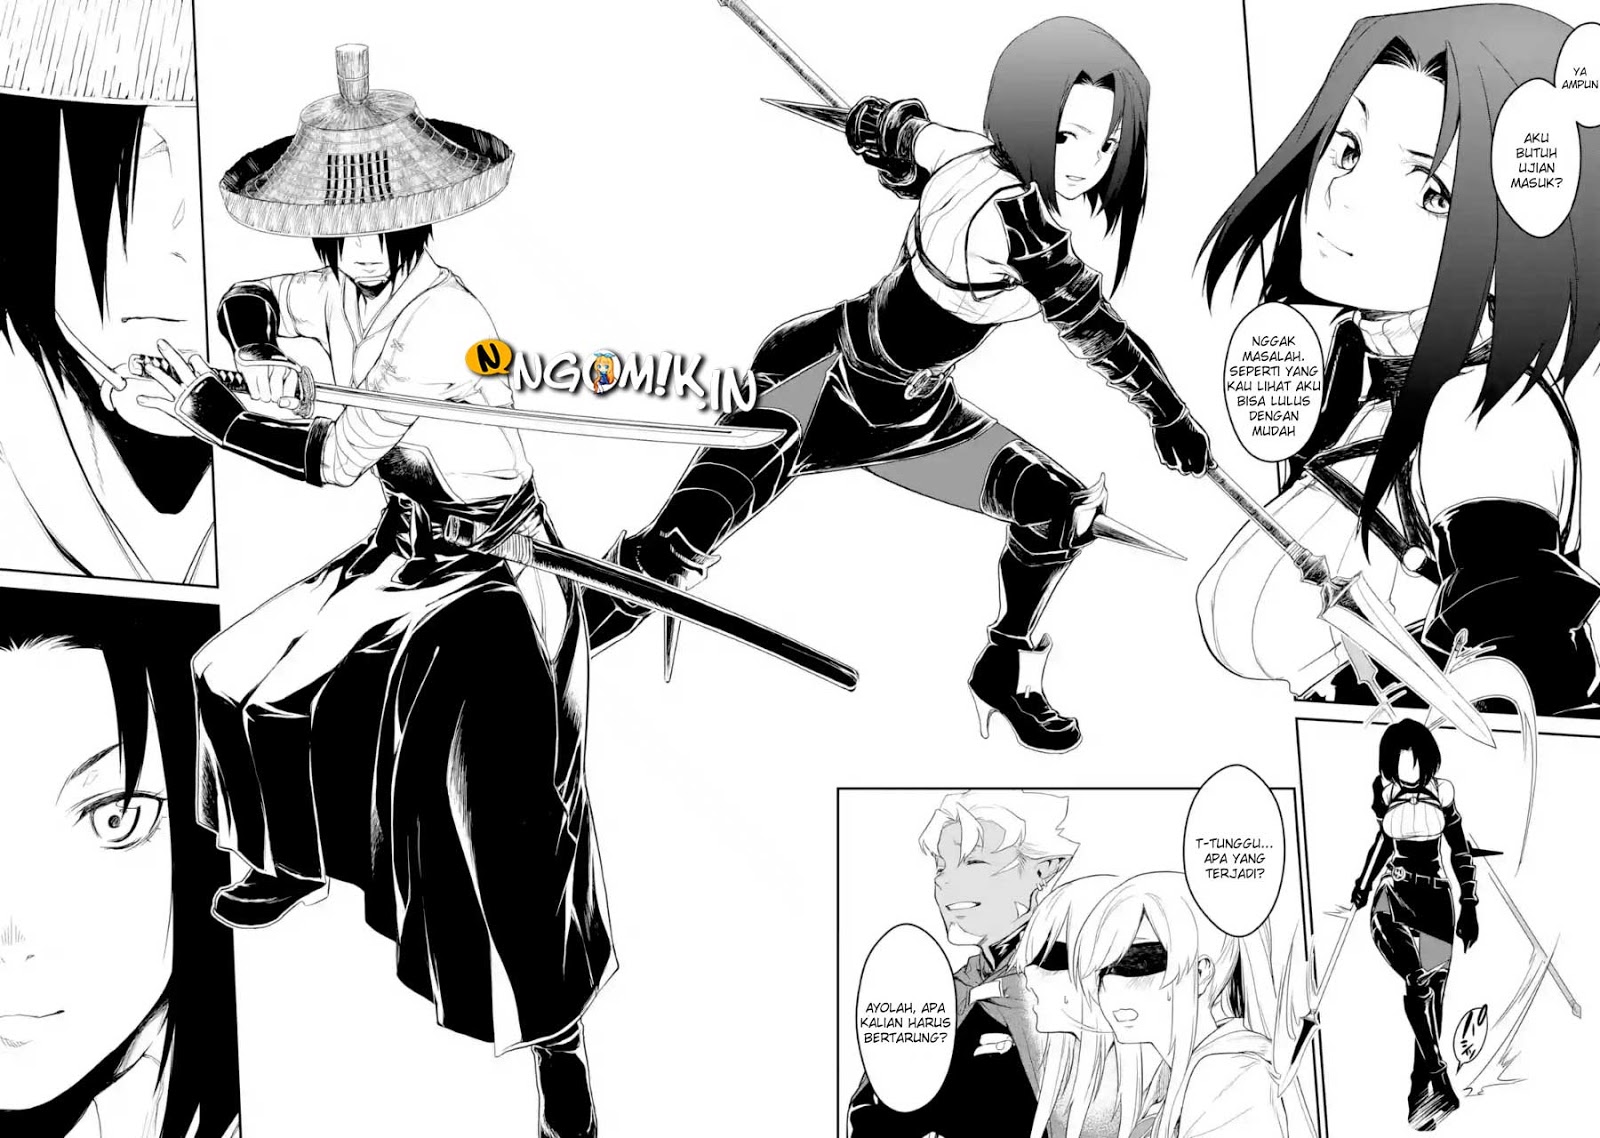 YA
AMPUN
AKU
BUTUH
UJIAN
MASUK?
NGGAK
MASALAH.
SEPERTI YANG
KAU LIHAT AKU
BISA LULUS
DENGAN
MUDAH
N NGOM!K.IN
T-TUNGGU...
APA YANG
TERJADI?
AYOLAH, APA
KALIAN HARUS
BERTARUNG?